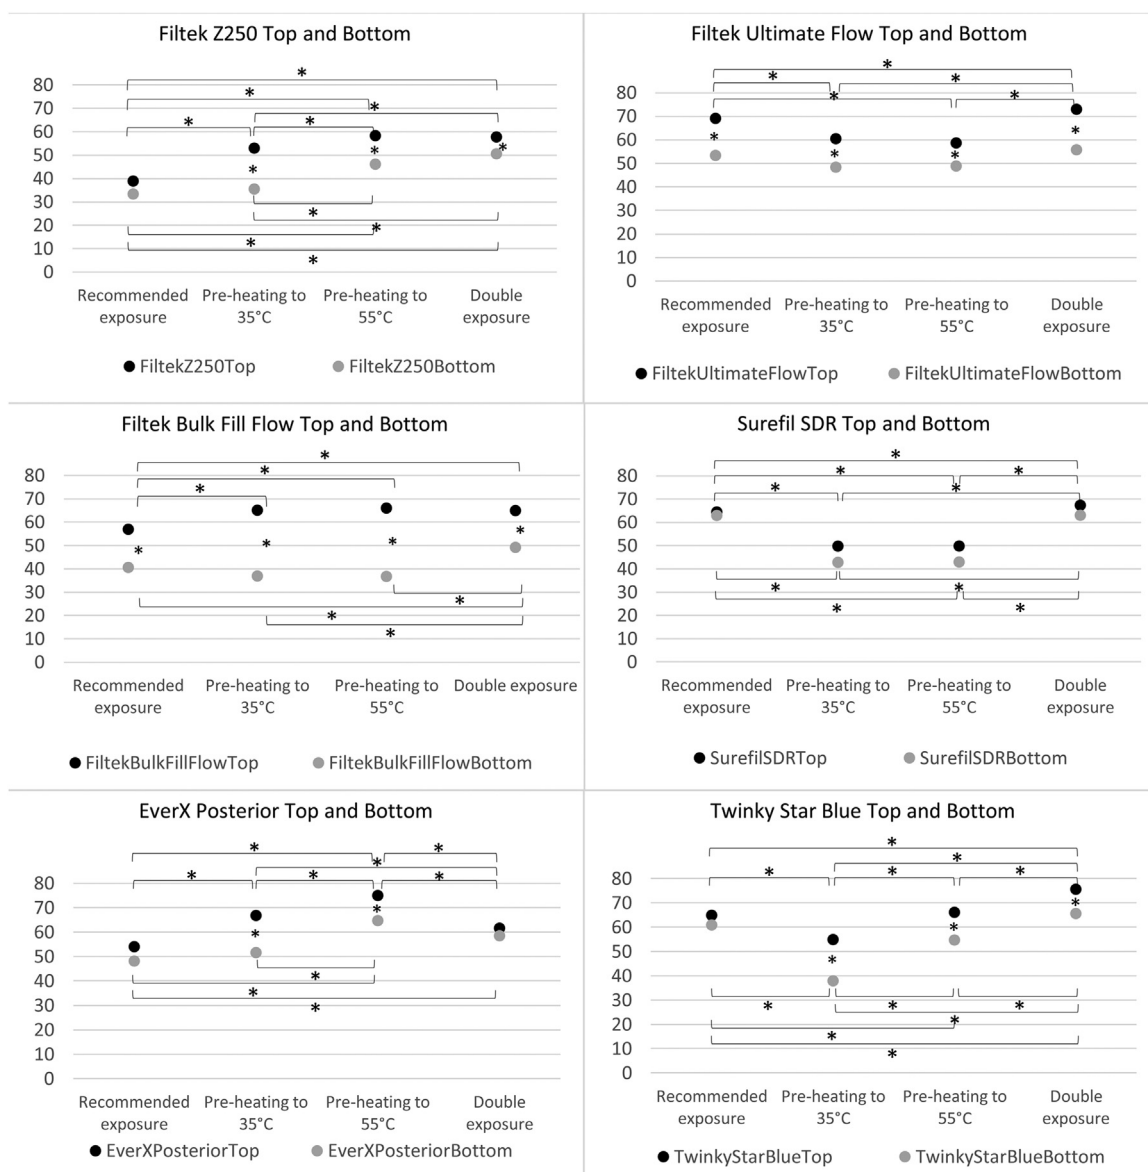 Filtek Z250 Top and Bottom
*
80
*
70
*
*
*
60
*
50
*
*
40
30
*
20
*
10
*
*
0
Recommended exposure
Pre-heating to 35°C
Pre-heating to 55°C
Double exposure
FiltekZ250Top
FiltekZ250Bottom
Filtek Ultimate Flow Top and Bottom
*
*
*
80
*
*
70
*
*
60
*
*
50
40
30
20
10
0
Recommended exposure
Pre-heating to 35°C
Pre-heating to 55°C
Double exposure
FiltekUltimateFlowTop
FiltekUltimateFlowBottom
Filtek Bulk Fill Flow Top and Bottom
*
*
80
*
70
60
*
*
*
*
50
40
30
*
20
*
*
10
0
Recommended exposure
Pre-heating to 35°C
Pre-heating to 55°C
Double exposure
FiltekBulkFillFlowTop
FiltekBulkFillFlowBottom
Surefil SDR Top and Bottom
*
*
*
80
*
*
70
60
50
40
*
*
30
*
*
20
10
0
Recommended exposure
Pre-heating to 35°C
Pre-heating to 55°C
Double exposure
SurefilSDRTop
SurefilSDRBottom
EverX Posterior Top and Bottom
*
*
*
*
*
*
80
70
*
60
*
50
40
*
*
30
*
20
10
0
Recommended exposure
Pre-heating to 35°C
Pre-heating to 55°C
Double exposure
EverXPosteriorTop
EverXPosteriorBottom
Twinky Star Blue Top and Bottom
*
*
*
*
*
80
70
*
60
*
50
*
40
30
*
*
*
20
*
*
10
*
0
Recommended exposure
Pre-heating to 35°C
Pre-heating to 55°C
Double exposure
TwinkyStarBlueTop
TwinkyStarBlueBottom